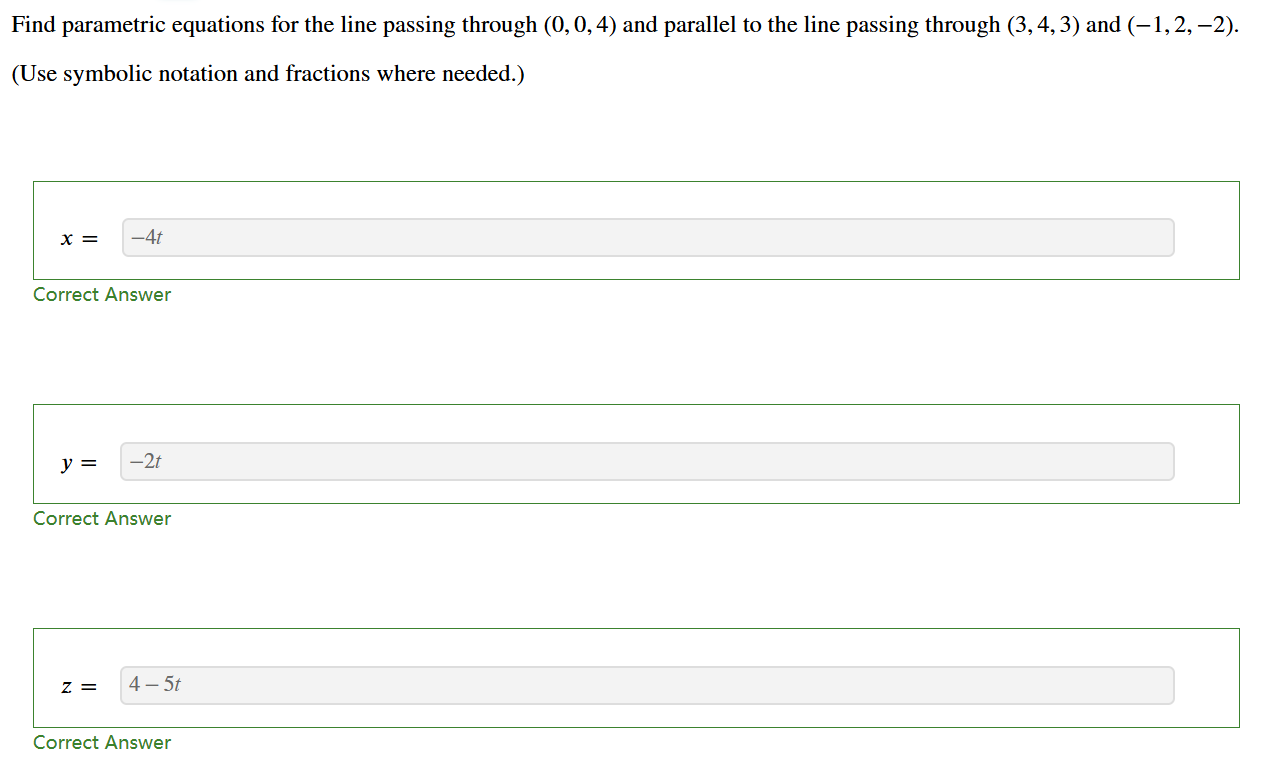 Find parametric equations for the line passing through (0, 0, 4) and parallel to the line passing through (3, 4, 3) and (−1, 2, −2).
(Use symbolic notation and fractions where needed.)
x = −4t
Correct Answer
y = −2t
Correct Answer
z = 4 − 5t
Correct Answer